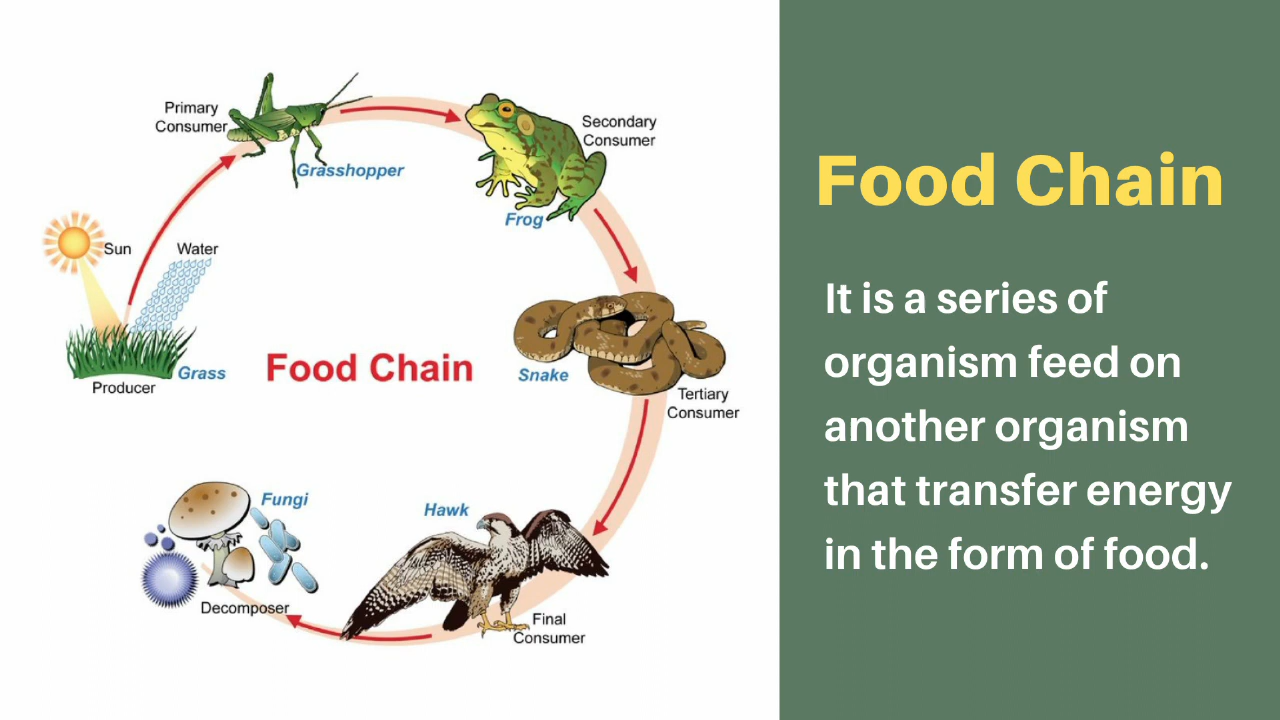 Primary
Consumer
Grasshopper
Secondary
Consumer
Frog
Sun
Water
Grass
Producer
Food Chain
Snake
Tertiary
Consumer
Fungi
Hawk
Decomposer
Final
Consumer
Food Chain
It is a series of
organism feed on
another organism
that transfer energy
in the form of food.